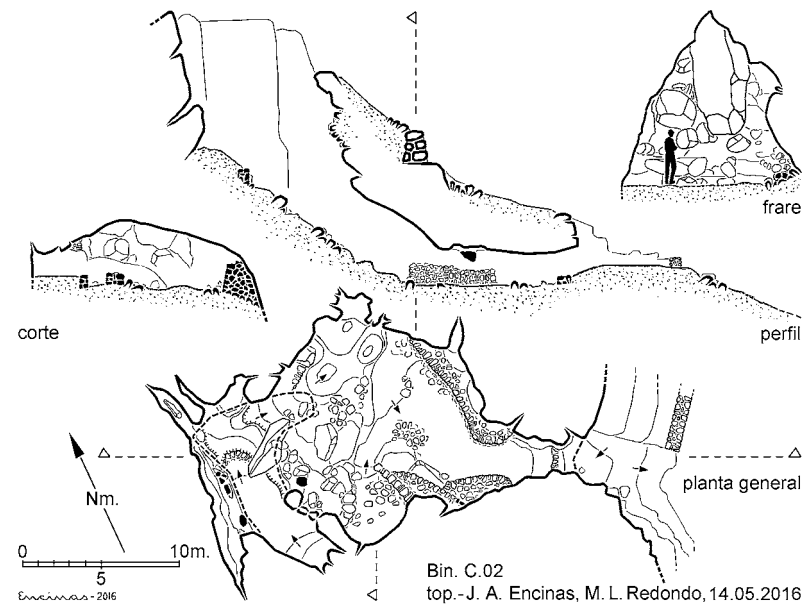 frare
corte
perfil
planta general
Nm.
0 10m.
5
Encinas - 2016
Bin. C.02
top.- J. A. Encinas, M. L. Redondo, 14.05.2016